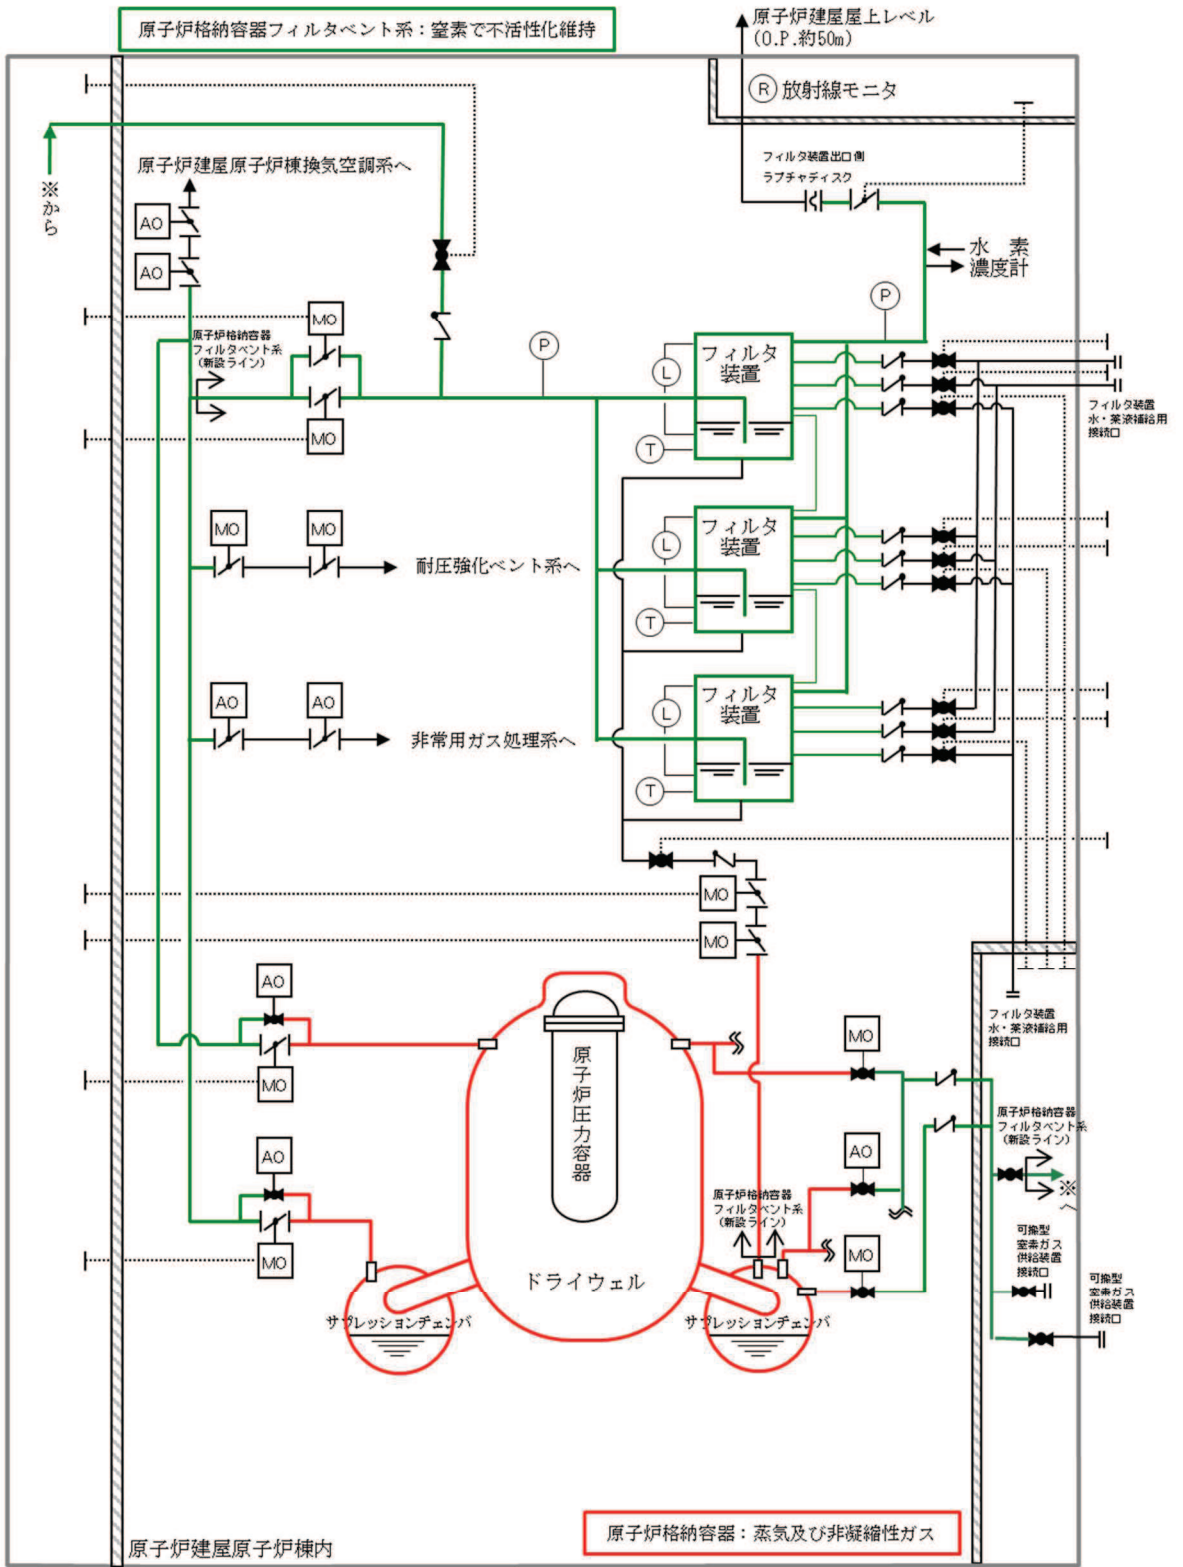 原子炉格納容器フィルタベント系：窒素で不活性化維持
原子炉建屋屋上レベル
(O.P.約50m)
R 放射線モニタ
※から
原子炉建屋原子炉棟換気空調系へ
AO
AO
フィルタ装置出口側
ラプチャディスク
水素
濃度計
MO
原子炉格納容器
フィルタベント系
(新設ライン)
MO
P
P
フィルタ
装置
L
T
フィルタ装置
水・薬液補給用
接続口
MO
MO
耐圧強化ベント系へ
フィルタ
装置
L
T
AO
AO
非常用ガス処理系へ
フィルタ
装置
L
T
MO
MO
AO
MO
原子炉圧力容器
MO
フィルタ装置
水・薬液補給用
接続口
原子炉格納容器
フィルタベント系
(新設ライン)
※へ
AO
MO
AO
原子炉格納容器
フィルタベント系
(新設ライン)
MO
ドライウェル
サプレッションチェンバ
サプレッションチェンバ
可搬型
窒素ガス
供給装置
接続口
可搬型
窒素ガス
供給装置
接続口
原子炉格納容器：蒸気及び非凝縮性ガス
原子炉建屋原子炉棟内